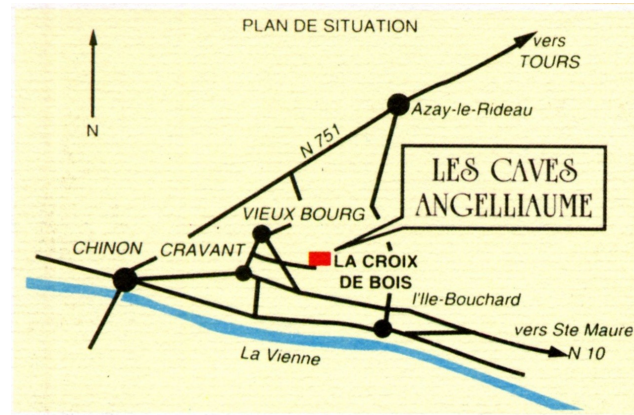 PLAN DE SITUATION
vers
TOURS
N
Azay-le-Rideau
N 751
LES CAVES
ANGELLIAUME
VIEUX BOURG
CHINON
CRAVANT
LA CROIX
DE BOIS
l'Ile-Bouchard
vers Ste Maure
N 10
La Vienne